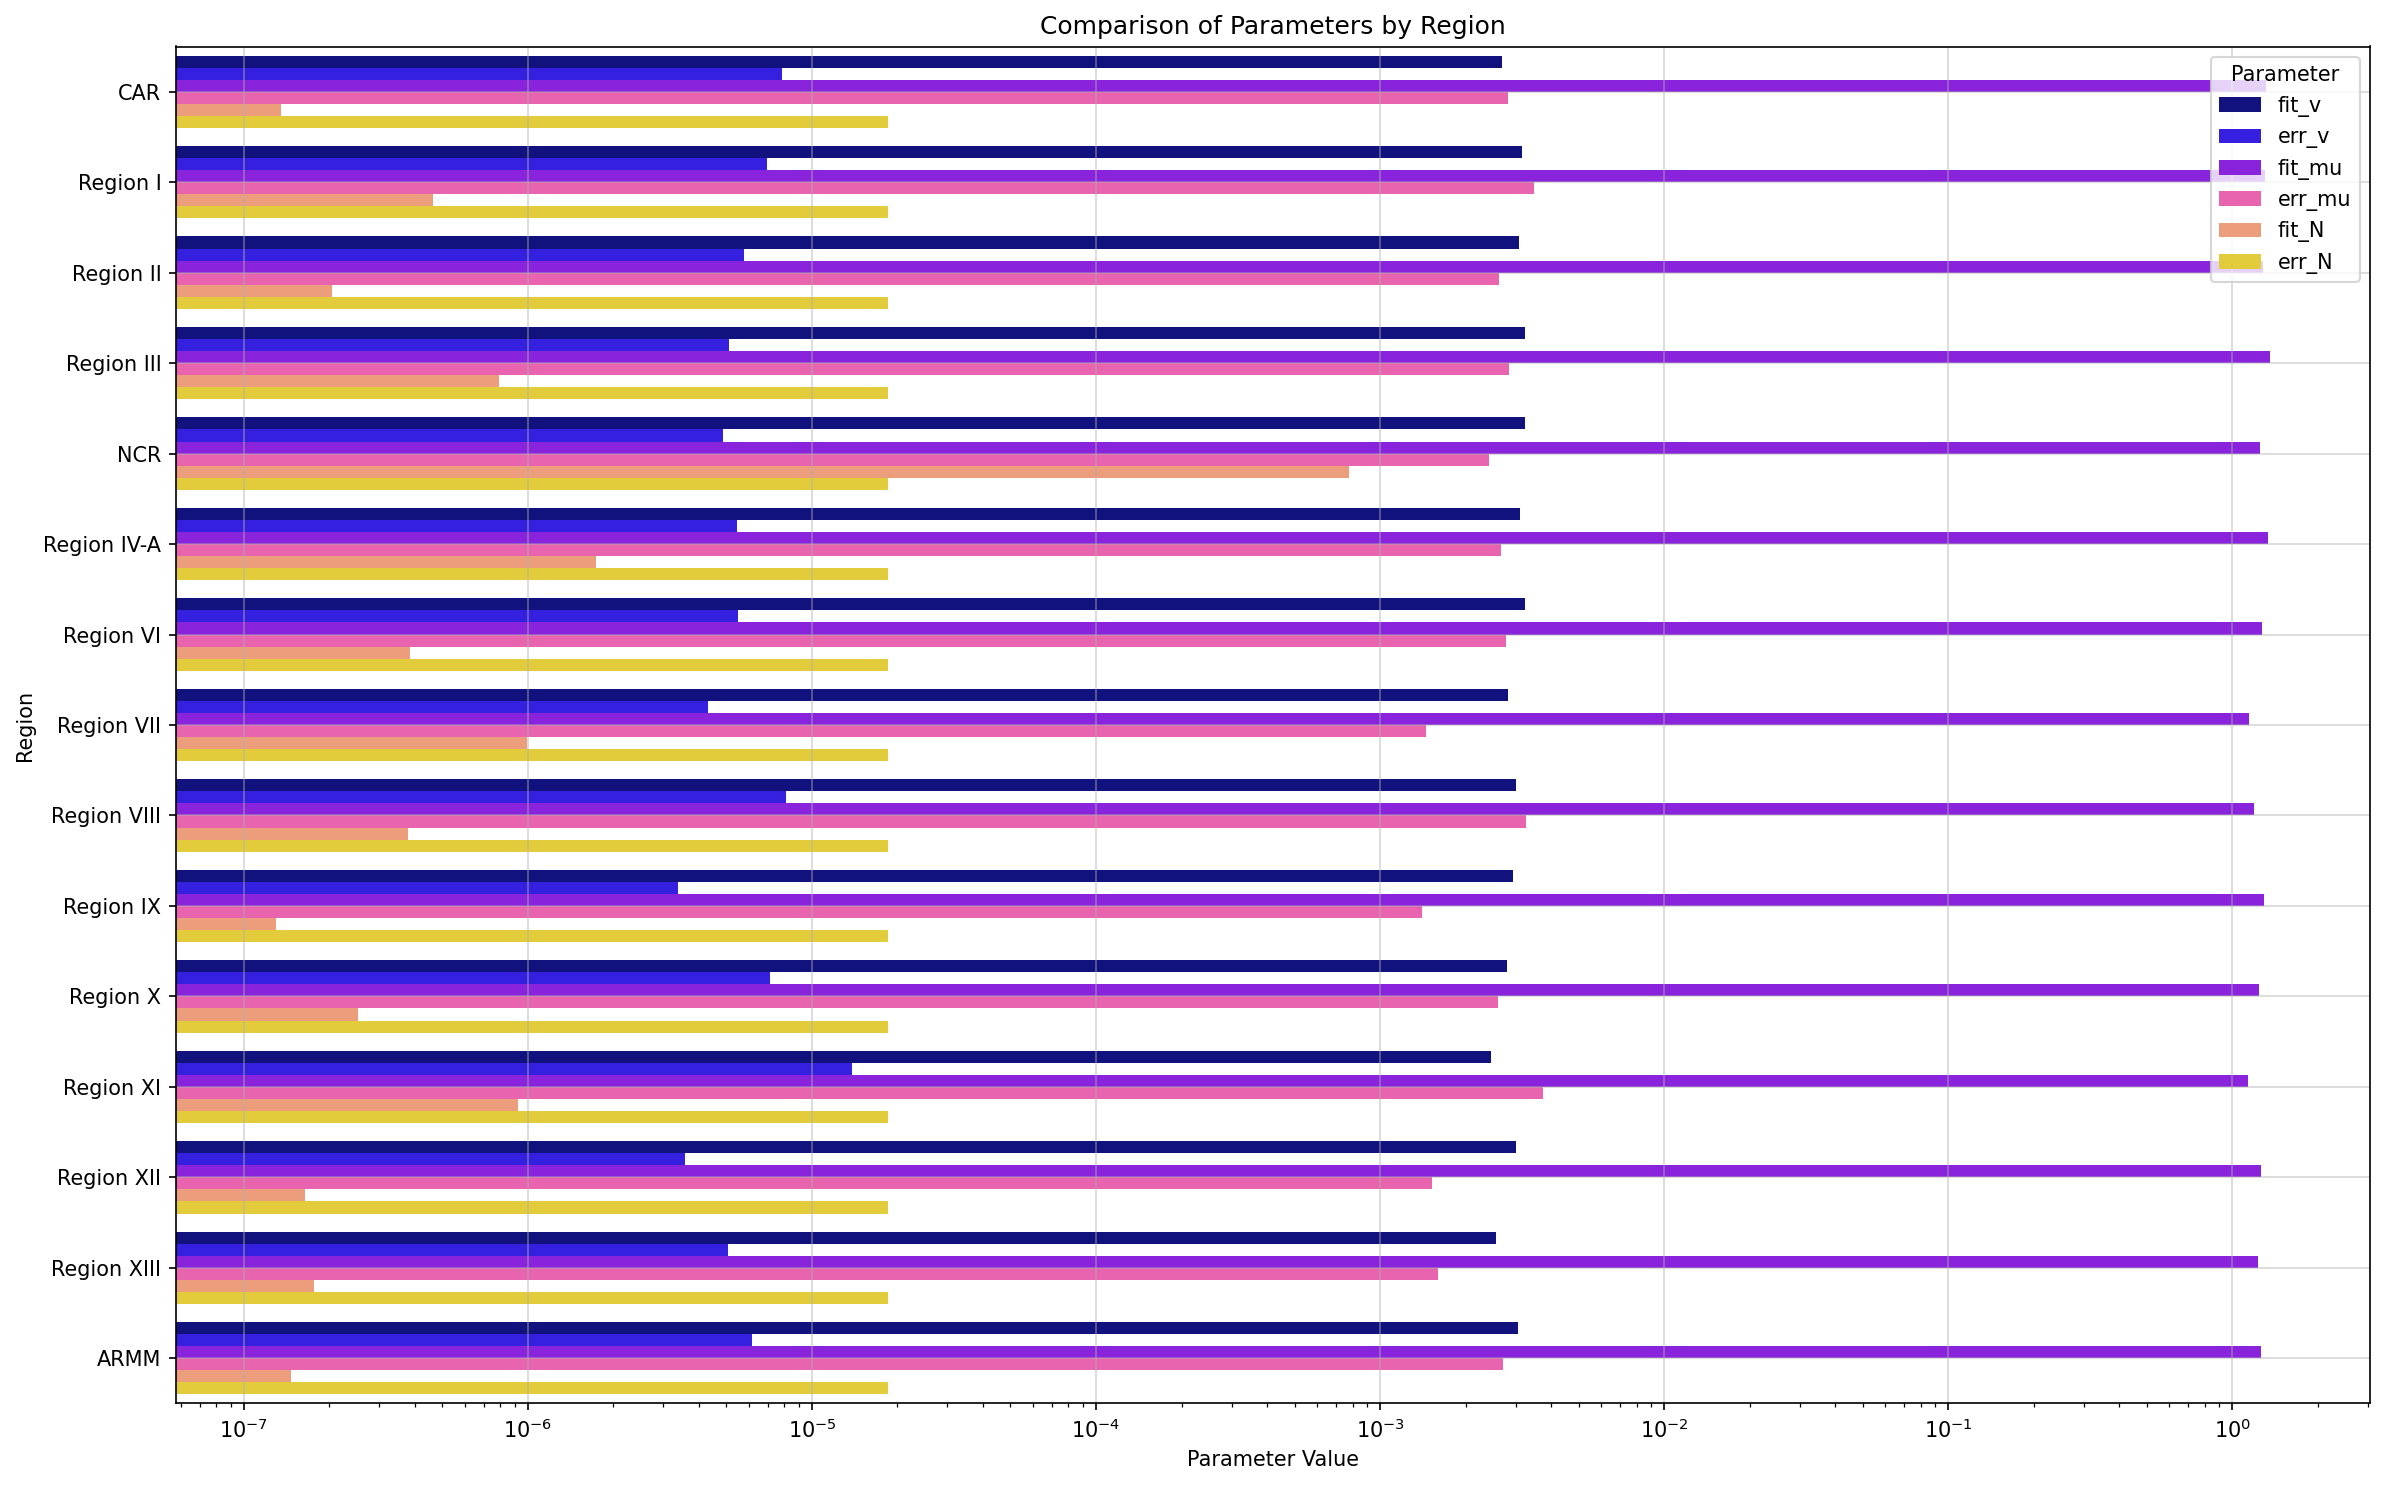 Comparison of Parameters by Region
Parameter
fit_v
err_v
fit_mu
err_mu
fit_N
err_N
CAR
Region I
Region II
Region III
NCR
Region IV-A
Region VI
Region VII
Region VIII
Region IX
Region X
Region XI
Region XII
Region XIII
ARMM
Region
10⁻⁷ 10⁻⁶ 10⁻⁵ 10⁻⁴ 10⁻³ 10⁻² 10⁻¹ 10⁰
Parameter Value